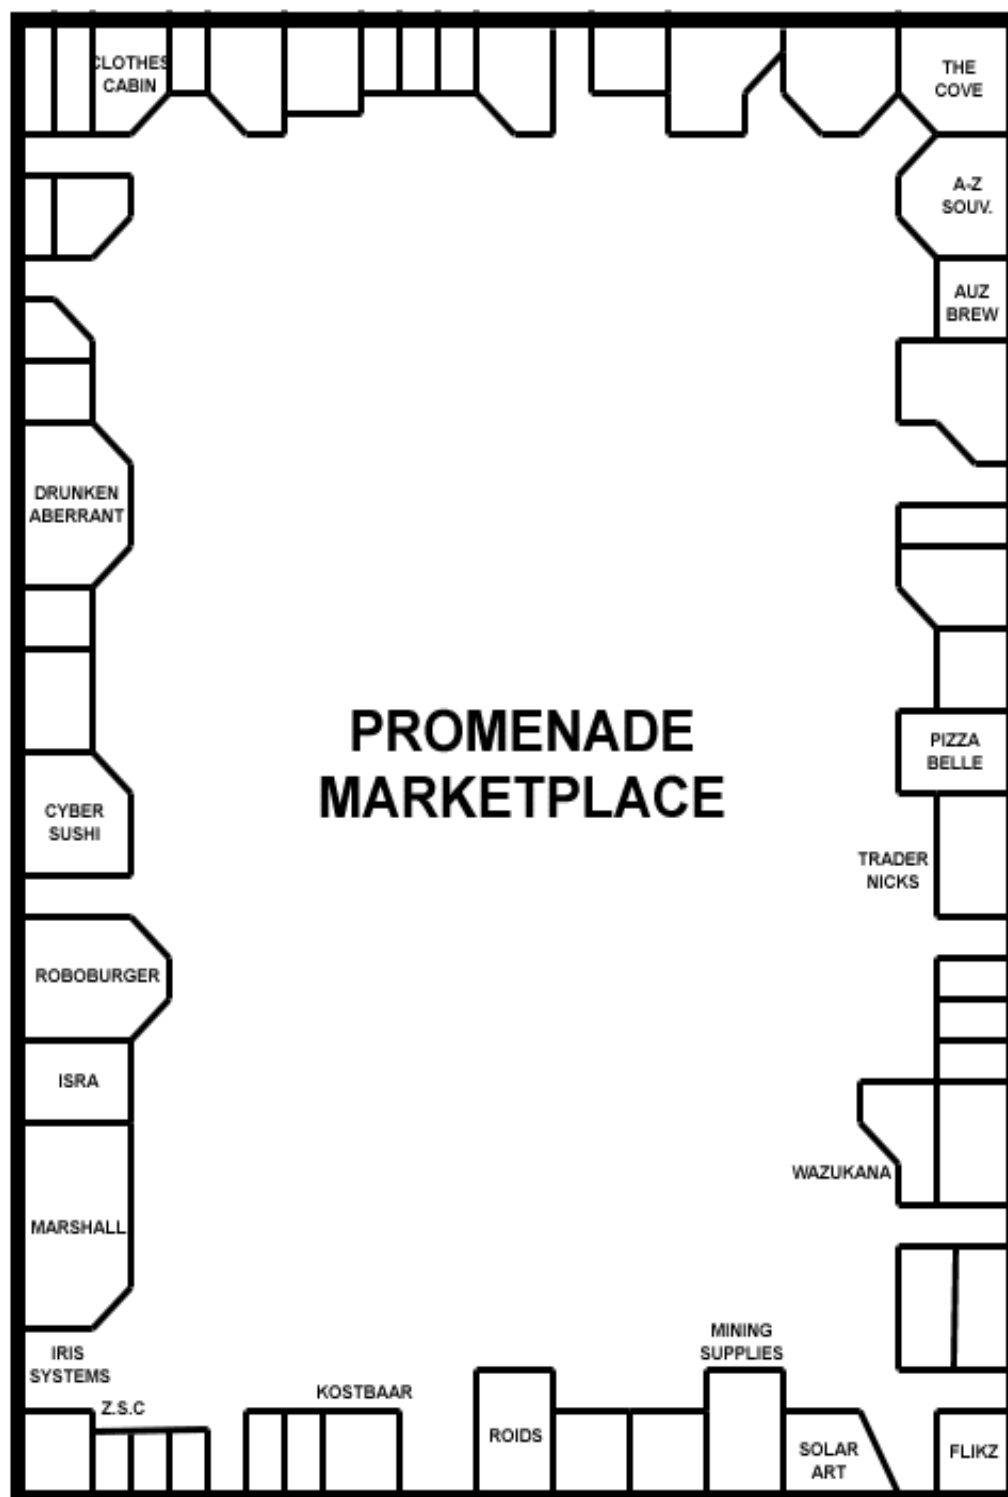 CLOTHES
CABIN
THE
COVE
A-Z
SOUV.
AUZ
BREW
DRUNKEN
ABERRANT
PROMENADE
MARKETPLACE
PIZZA
BELLE
CYBER
SUSHI
TRADER
NICKS
ROBOBURGER
ISRA
WAZUKANA
MARSHALL
MINING
SUPPLIES
IRIS
SYSTEMS
KOSTBAAR
Z.S.C
ROIDS
SOLAR
ART
FLIKZ